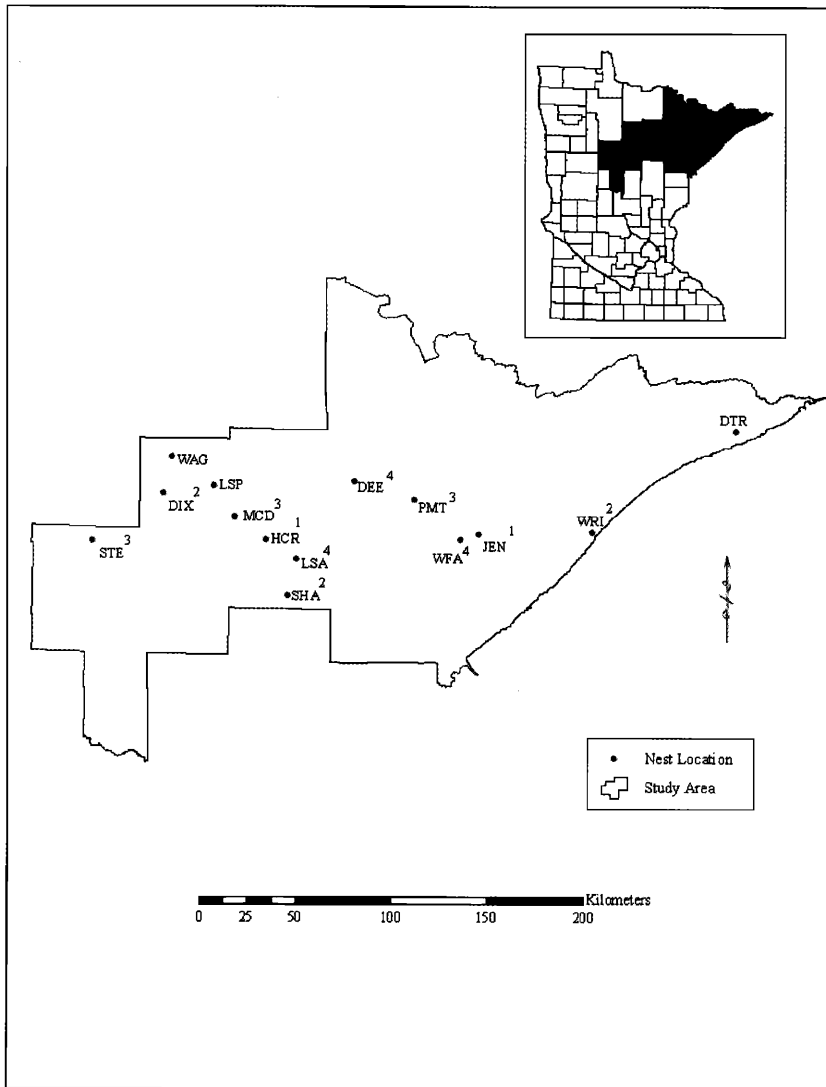 DTR
WAG
LSP
DEE 4
DIX 2
PMT 3
MCD 3
WRI 2
HCR 1
JEN 1
STE 3
WFA 4
LSA 4
SHA 2
Nest Location
Study Area
Kilometers
0 25 50 100 150 200